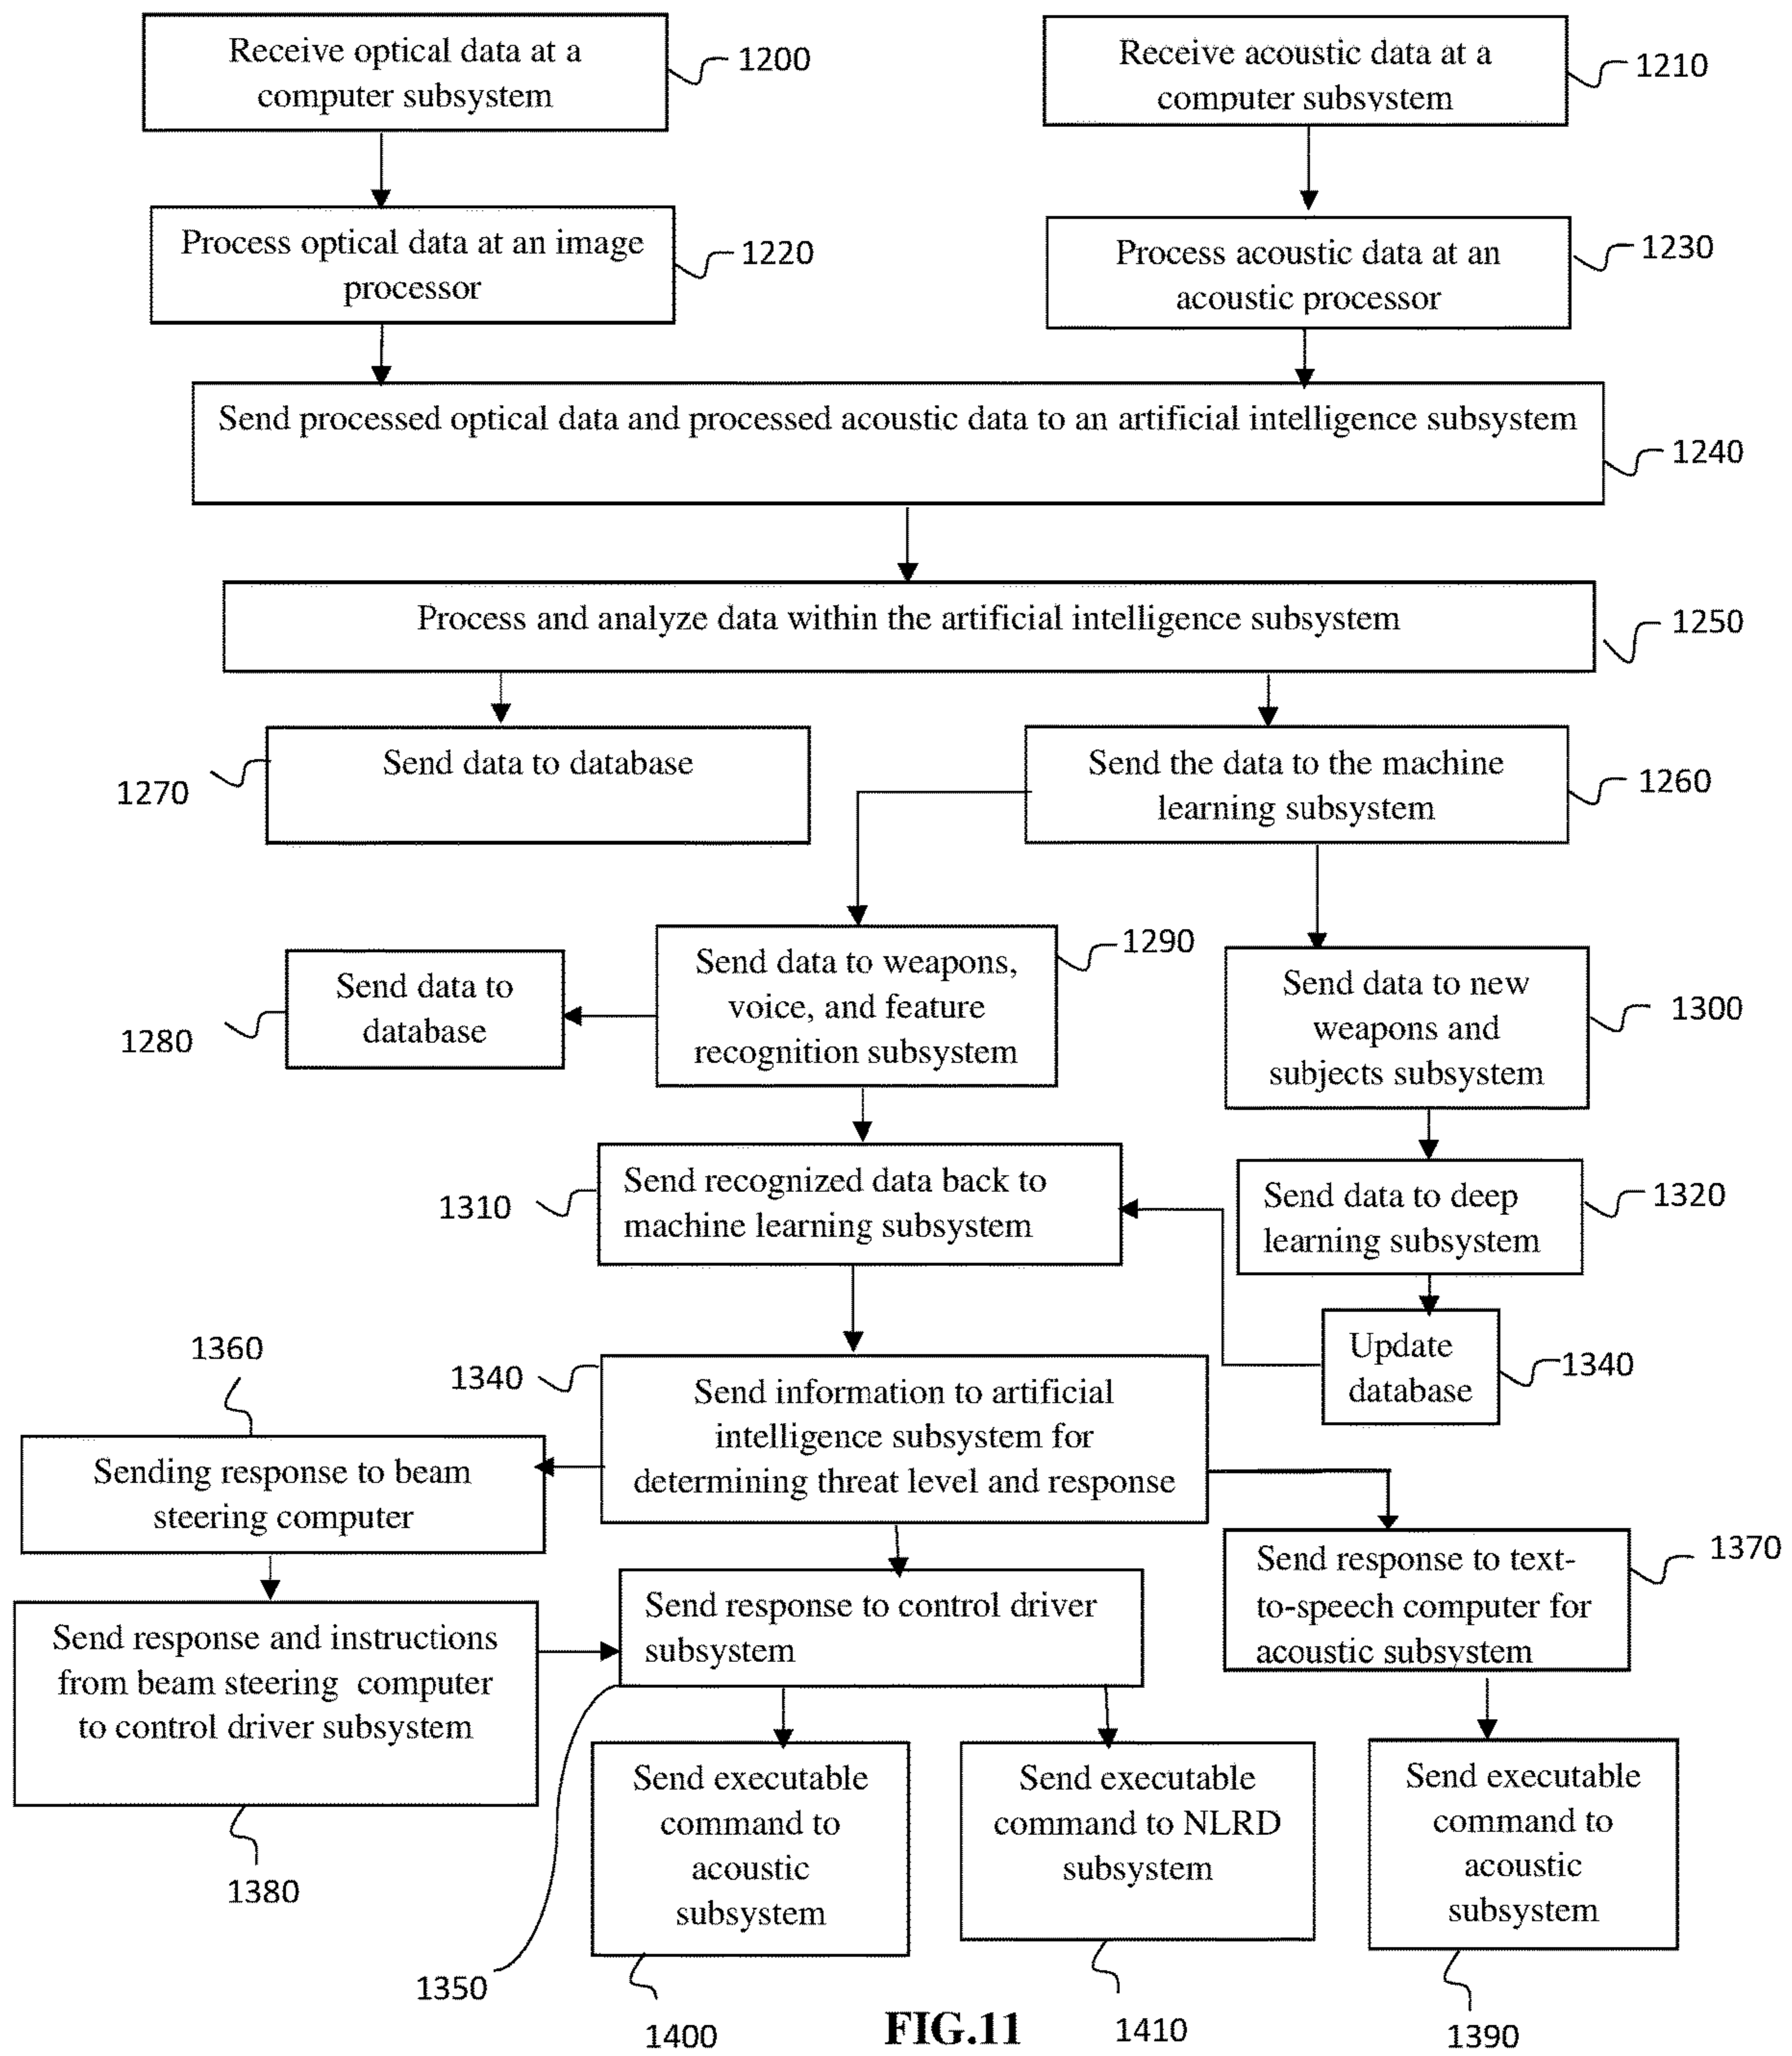 Receive optical data at a
computer subsystem
1200
Receive acoustic data at a
computer subsystem
1210
Process optical data at an image
processor
1220
Process acoustic data at an
acoustic processor
1230
Send processed optical data and processed acoustic data to an artificial intelligence subsystem
1240
Process and analyze data within the artificial intelligence subsystem
1250
Send data to database
1270
Send the data to the machine
learning subsystem
1260
Send data to
database
1280
Send data to weapons,
voice, and feature
recognition subsystem
1290
Send data to new
weapons and
subjects subsystem
1300
1310
Send recognized data back to
machine learning subsystem
Send data to deep
learning subsystem
1320
Update
database
1340
1360
1340
Send information to artificial
intelligence subsystem for
determining threat level and response
Sending response to beam
steering computer
Send response to text-
to-speech computer for
acoustic subsystem
1370
Send response and instructions
from beam steering computer
to control driver subsystem
1380
Send response to control driver
subsystem
1350
Send executable
command to
acoustic
subsystem
1400
Send executable
command to NLRD
subsystem
1410
Send executable
command to
acoustic
subsystem
1390
FIG.11